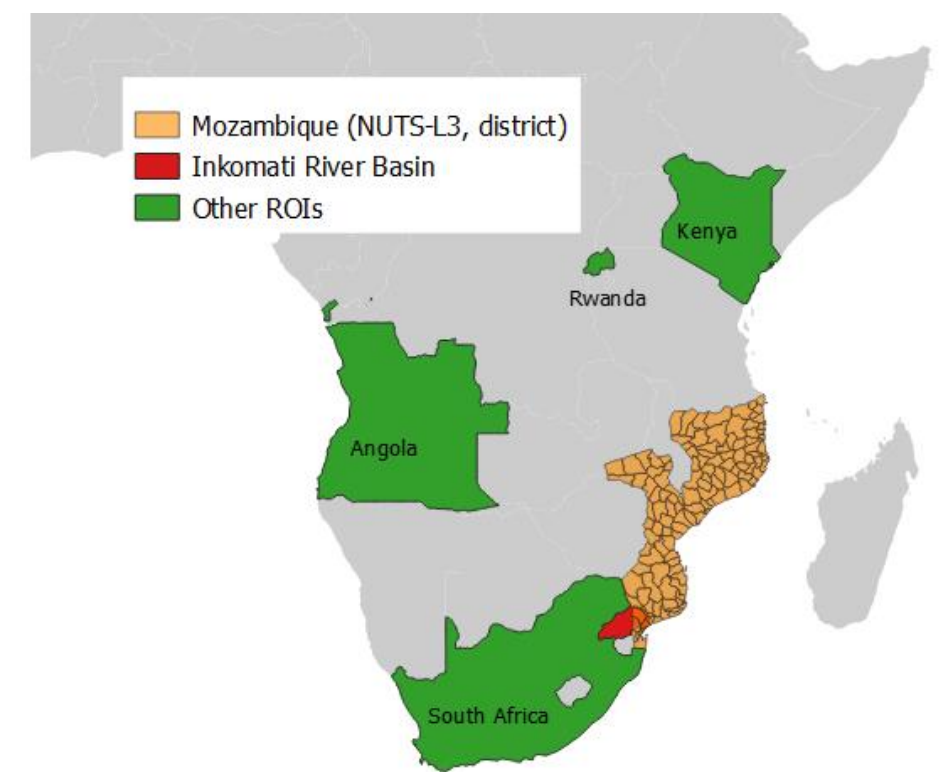 Mozambique (NUTS-L3, district)
Inkomati River Basin
Other ROIs
Kenya
Rwanda
Angola
South Africa